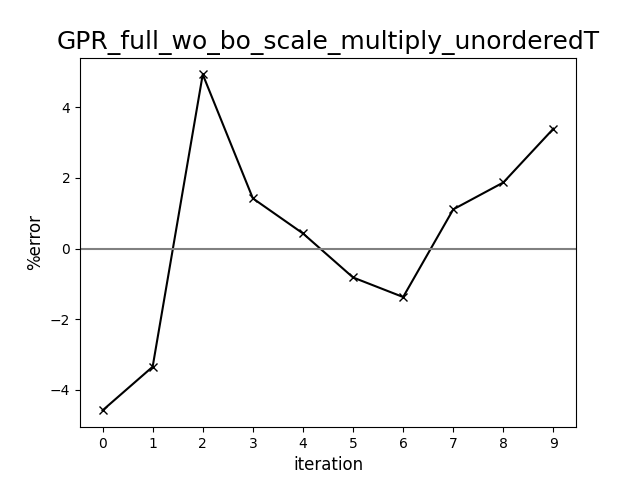 GPR_full_wo_bo_scale_multiply_unorderedT
%error
4
2
0
−2
−4
0 1 2 3 4 5 6 7 8 9
iteration